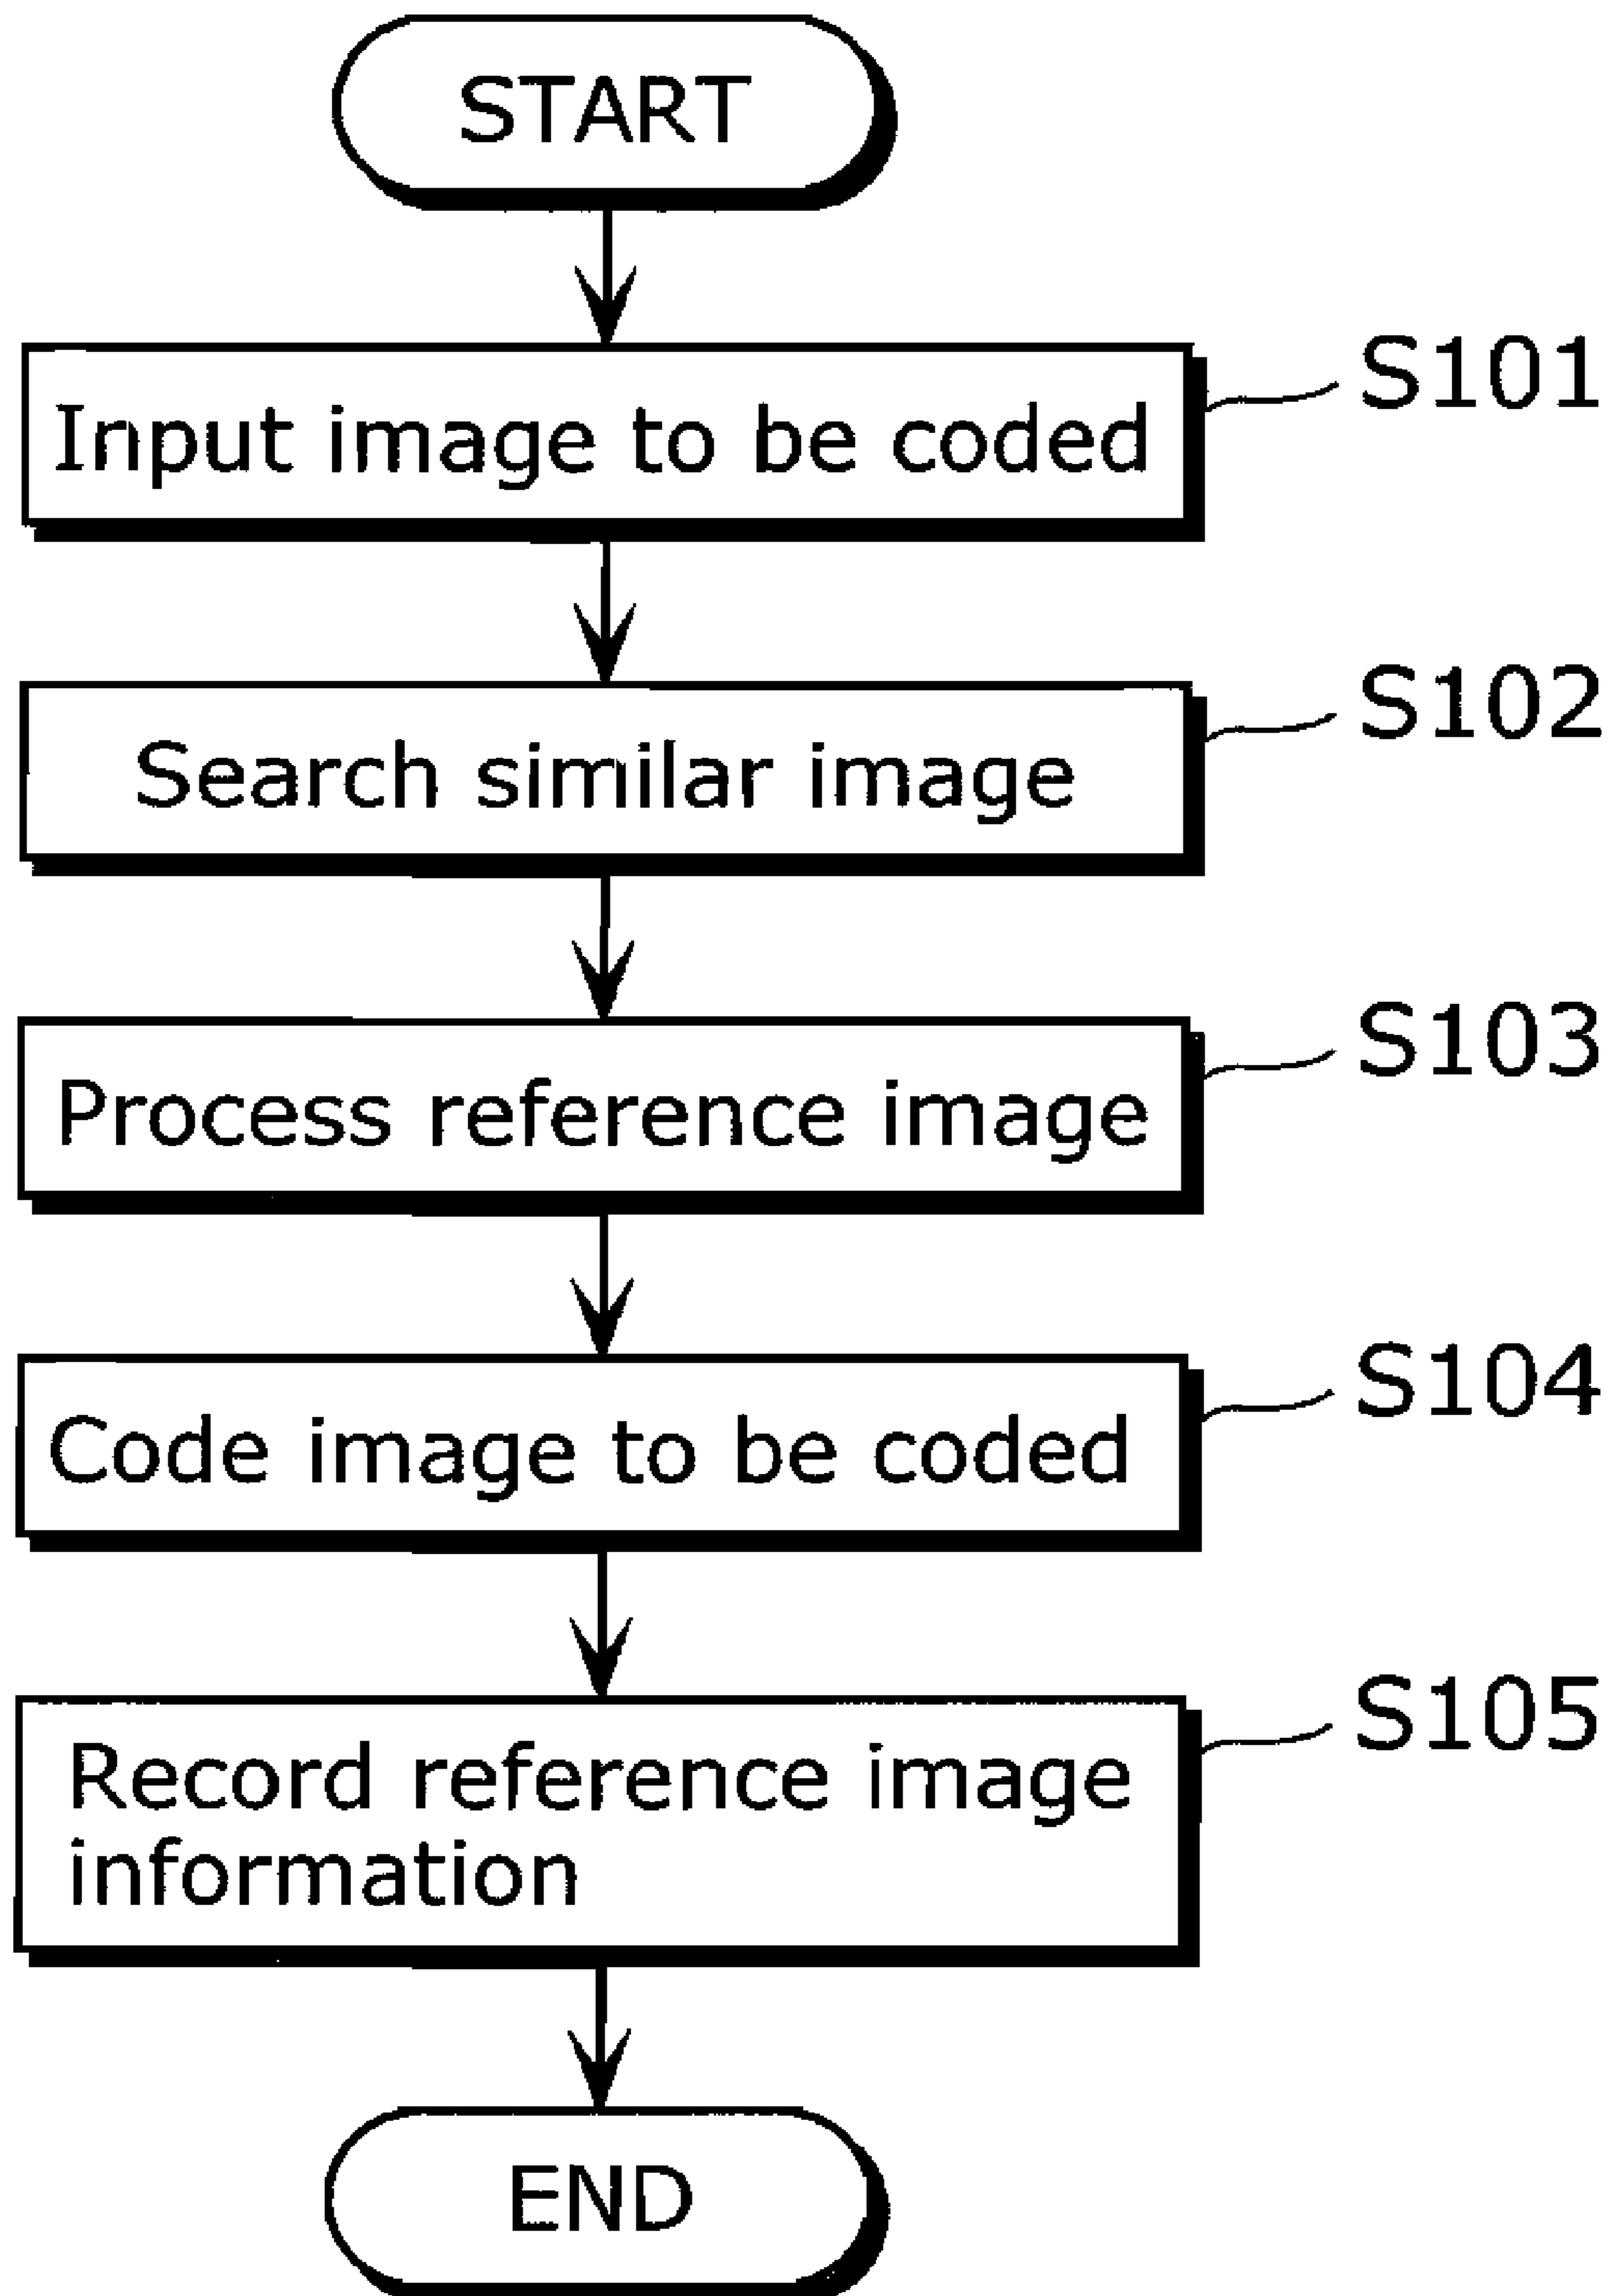 START
S101
Input image to be coded
S102
Search similar image
S103
Process reference image
S104
Code image to be coded
S105
Record reference image
information
END